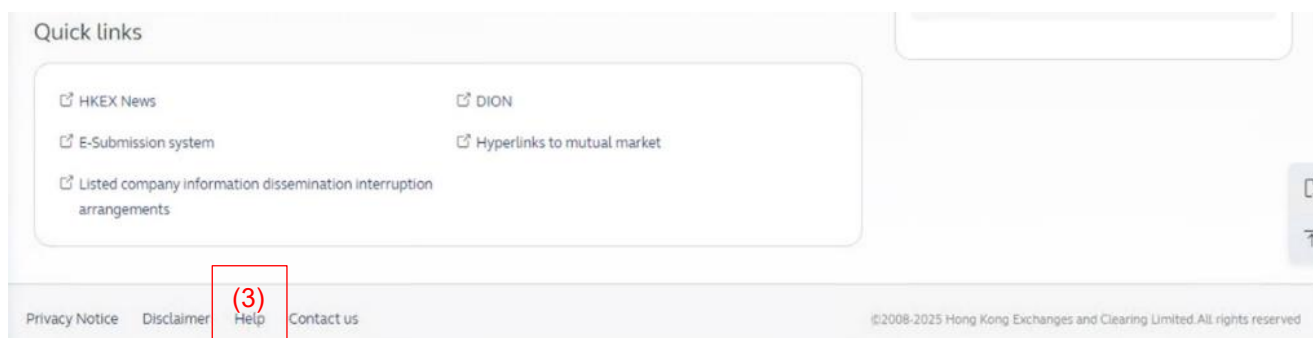 Quick links
HKEX News
DION
E-Submission system
Hyperlinks to mutual market
Listed company information dissemination interruption
arrangements
(3)
Privacy Notice Disclaimer Help Contact us
©2008-2025 Hong Kong Exchanges and Clearing Limited.All rights reserved